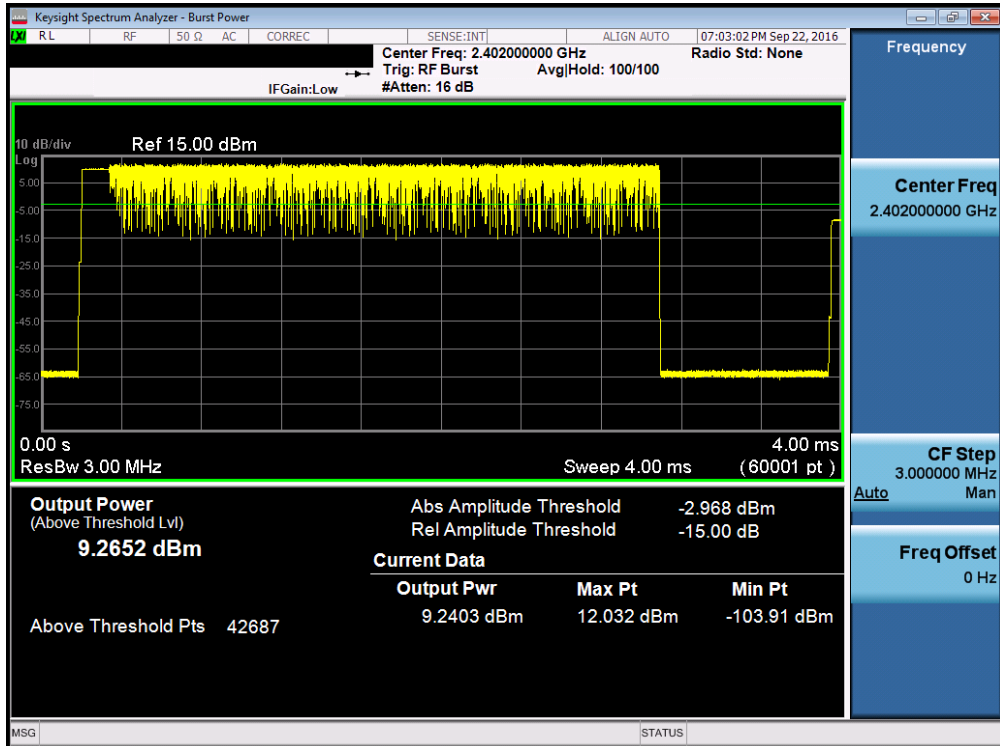 Keysight Spectrum Analyzer - Burst Power
LXI RL RF 50 Ω AC CORREC SENSE:INT ALIGN AUTO 07:03:02 PM Sep 22, 2016
Center Freq: 2.402000000 GHz Radio Std: None
Trig: RF Burst Avg|Hold: 100/100
IFGain:Low #Atten: 16 dB
Frequency
10 dB/div Ref 15.00 dBm
Log
5.00
-5.00
-15.0
-25.0
-35.0
-45.0
-55.0
-65.0
-75.0
0.00 s 4.00 ms
ResBw 3.00 MHz Sweep 4.00 ms (60001 pt)
Center Freq
2.402000000 GHz
CF Step
3.000000 MHz
Auto Man
Freq Offset
0 Hz
Output Power
(Above Threshold Lvl)
9.2652 dBm
Above Threshold Pts 42687
Abs Amplitude Threshold -2.968 dBm
Rel Amplitude Threshold -15.00 dB
Current Data
Output Pwr Max Pt Min Pt
9.2403 dBm 12.032 dBm -103.91 dBm
MSG STATUS